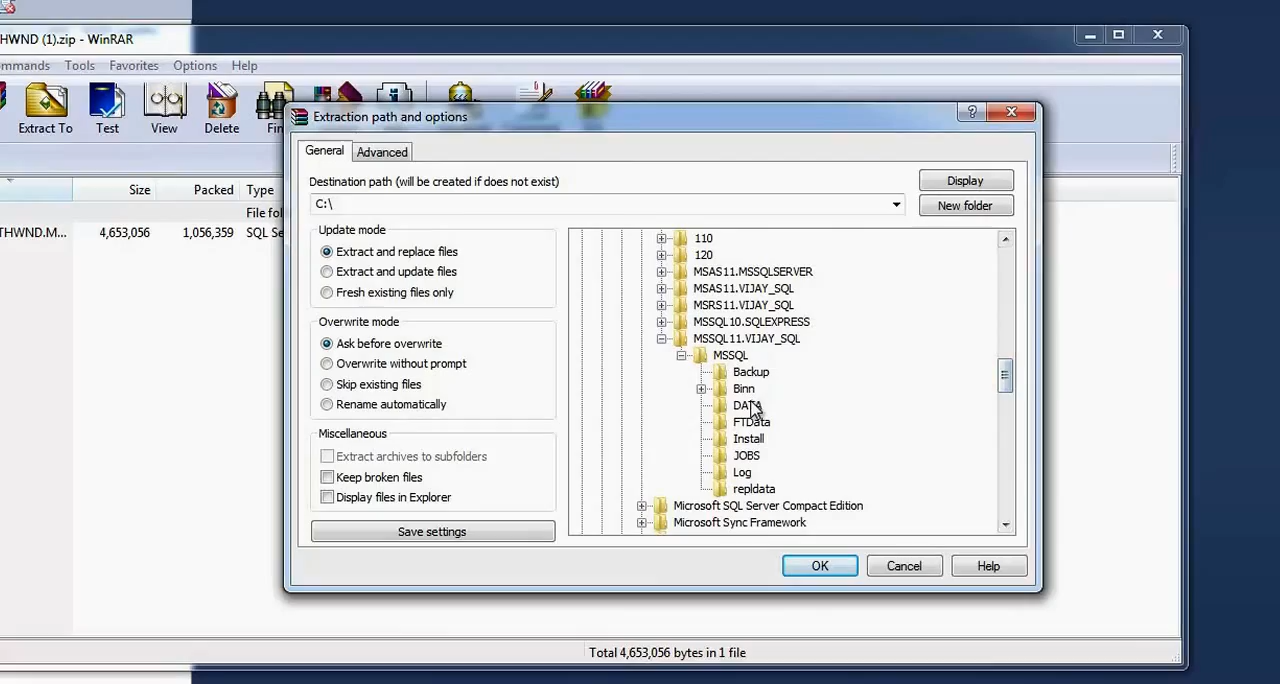 HWND (1).zip - WinRAR
mmands Tools Favorites Options Help
Extract To Test View Delete Fin
Extraction path and options
General Advanced
Destination path (will be created if does not exist)
Display
C:\
New folder
Size Packed Type
File fol
THWND.M... 4,653,056 1,056,359 SQL Se
Update mode
Extract and replace files
Extract and update files
Fresh existing files only
Overwrite mode
Ask before overwrite
Overwrite without prompt
Skip existing files
Rename automatically
Miscellaneous
Extract archives to subfolders
Keep broken files
Display files in Explorer
Save settings
110
120
MSAS11.MSSQLSERVER
MSAS11.VIJAY_SQL
MSRS11.VIJAY_SQL
MSSQL10.SQLEXPRESS
MSSQL11.VIJAY_SQL
MSSQL
Backup
Binn
DATA
FTData
Install
JOBS
Log
repldata
Microsoft SQL Server Compact Edition
Microsoft Sync Framework
OK Cancel Help
Total 4,653,056 bytes in 1 file